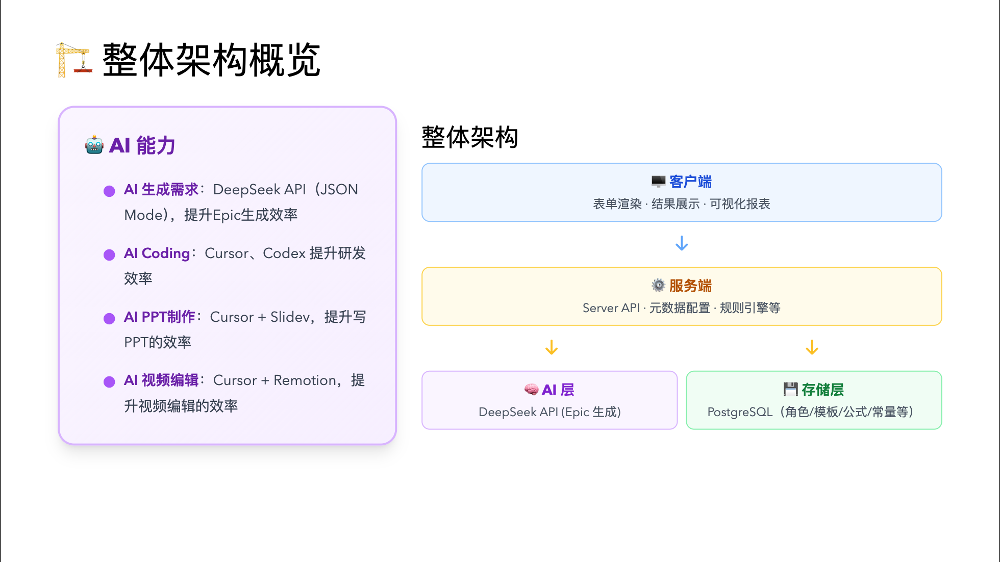 整体架构概览
AI 能力
AI 生成需求：DeepSeek API（JSON
Mode），提升Epic生成效率
AI Coding：Cursor、Codex 提升研发
效率
AI PPT制作：Cursor + Slidev，提升写
PPT的效率
AI 视频编辑：Cursor + Remotion，提
升视频编辑的效率
整体架构
客户端
表单渲染 · 结果展示 · 可视化报表
服务端
Server API · 元数据配置 · 规则引擎等
AI 层
DeepSeek API (Epic 生成)
存储层
PostgreSQL（角色/模板/公式/常量等）